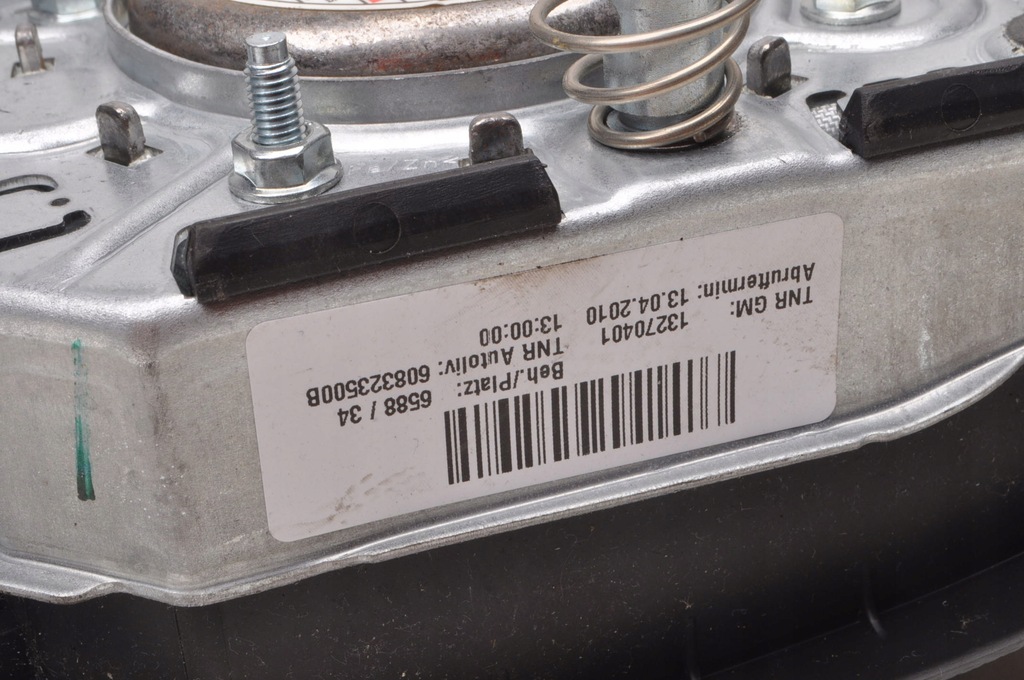 Beh./Platz: 6588 / 34
TNR GM: 13270401 TNR Autoliv: 608323500B
Abruftermin: 13.04.2010 13:00:00